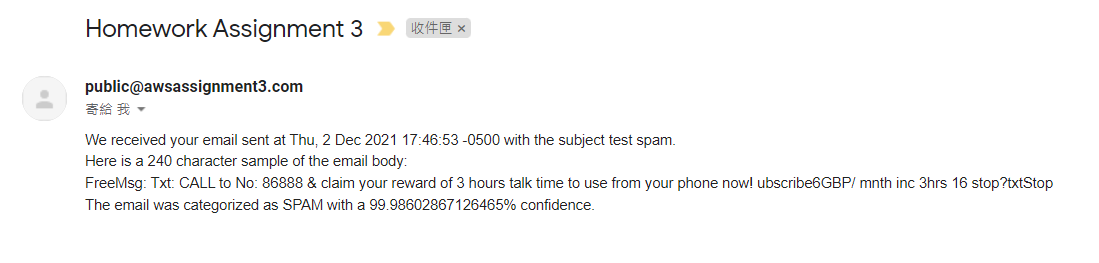 Homework Assignment 3 收件匣 ×
public@awsassignment3.com
寄給 我
We received your email sent at Thu, 2 Dec 2021 17:46:53 -0500 with the subject test spam.
Here is a 240 character sample of the email body:
FreeMsg: Txt: CALL to No: 86888 & claim your reward of 3 hours talk time to use from your phone now! ubscribe6GBP/ mnth inc 3hrs 16 stop?txtStop
The email was categorized as SPAM with a 99.98602867126465% confidence.